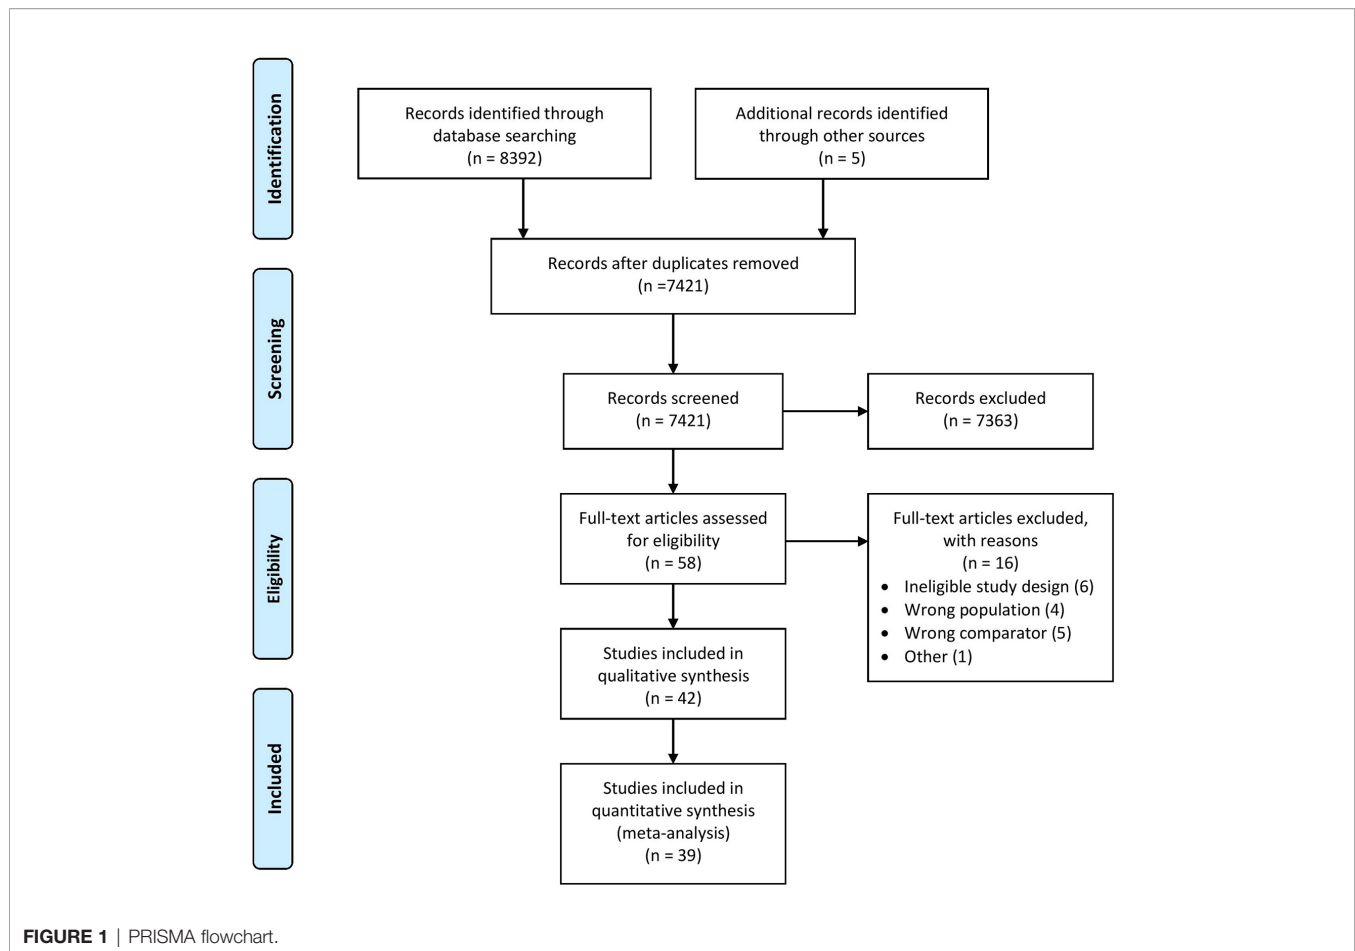 Identification
Records identified through
database searching
(n = 8392)
Additional records identified
through other sources
(n = 5)
Records after duplicates removed
(n =7421)
Screening
Records screened
(n = 7421)
Records excluded
(n = 7363)
Eligibility
Full-text articles assessed
for eligibility
(n = 58)
Full-text articles excluded,
with reasons
(n = 16)
• Ineligible study design (6)
• Wrong population (4)
• Wrong comparator (5)
• Other (1)
Studies included in
qualitative synthesis
(n = 42)
Included
Studies included in
quantitative synthesis
(meta-analysis)
(n = 39)
FIGURE 1 | PRISMA flowchart.